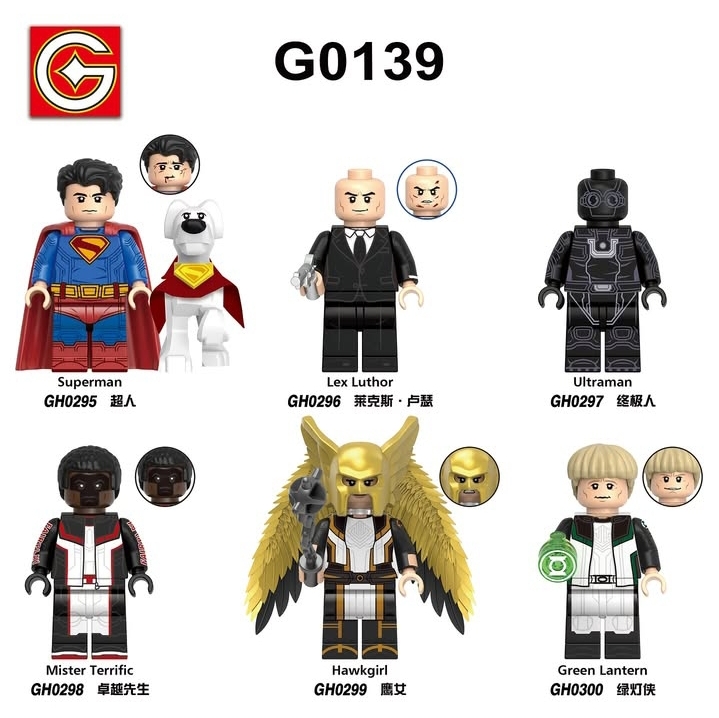 G
G0139
Superman
GH0295 超人
Lex Luthor
GH0296 莱克斯·卢瑟
Ultraman
GH0297 终极人
Mister Terrific
GH0298 卓越先生
Hawkgirl
GH0299 鹰女
Green Lantern
GH0300 绿灯侠